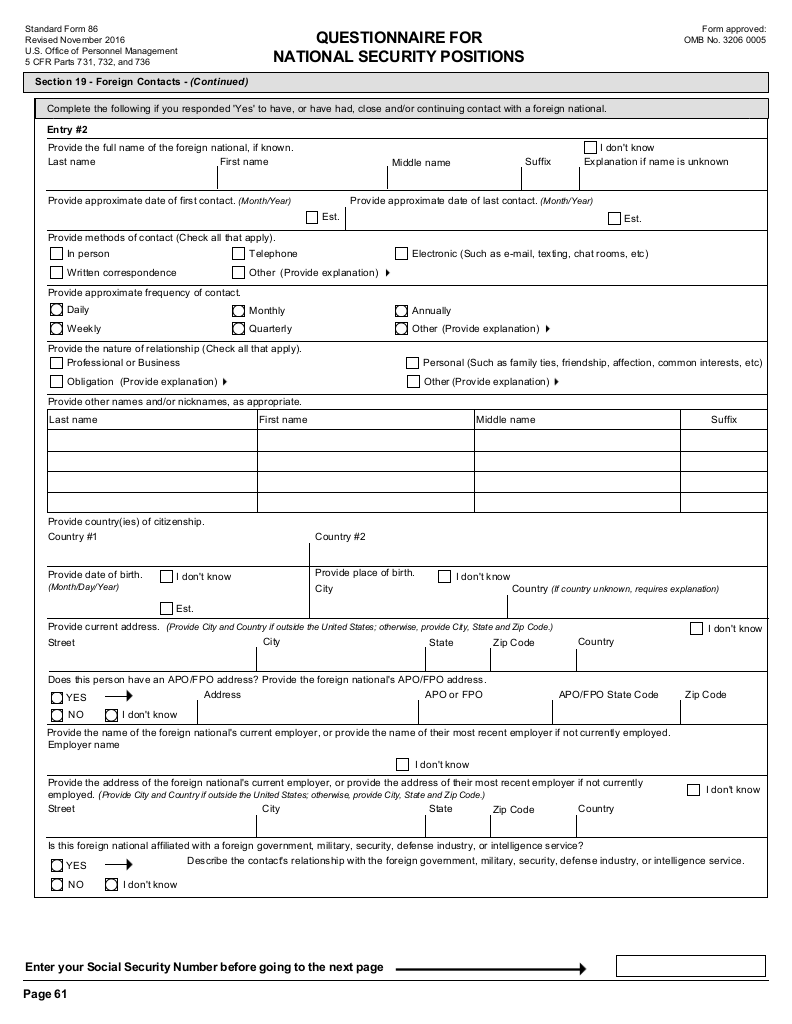 Standard Form 86
Revised November 2016
U.S. Office of Personnel Management
5 CFR Parts 731, 732, and 736
QUESTIONNAIRE FOR
NATIONAL SECURITY POSITIONS
Form approved:
OMB No. 3206 0005
Section 19 - Foreign Contacts - (Continued)
Complete the following if you responded 'Yes' to have, or have had, close and/or continuing contact with a foreign national.
Entry #2
Provide the full name of the foreign national, if known.
I don't know
Last name First name Middle name Suffix Explanation if name is unknown
Provide approximate date of first contact. (Month/Year) Provide approximate date of last contact. (Month/Year)
Est. Est.
Provide methods of contact (Check all that apply).
In person Telephone Electronic (Such as e-mail, texting, chat rooms, etc)
Written correspondence Other (Provide explanation)
Provide approximate frequency of contact.
Daily Monthly Annually
Weekly Quarterly Other (Provide explanation)
Provide the nature of relationship (Check all that apply).
Professional or Business Personal (Such as family ties, friendship, affection, common interests, etc)
Obligation (Provide explanation) Other (Provide explanation)
Provide other names and/or nicknames, as appropriate.
Last name First name Middle name Suffix
Provide country(ies) of citizenship.
Country #1 Country #2
Provide date of birth. I don't know Provide place of birth. I don't know
(Month/Day/Year) City Country (If country unknown, requires explanation)
Est.
Provide current address. (Provide City and Country if outside the United States; otherwise, provide City, State and Zip Code.) I don't know
Street City State Zip Code Country
Does this person have an APO/FPO address? Provide the foreign national's APO/FPO address.
YES Address APO or FPO APO/FPO State Code Zip Code
NO I don't know
Provide the name of the foreign national's current employer, or provide the name of their most recent employer if not currently employed.
Employer name
I don't know
Provide the address of the foreign national's current employer, or provide the address of their most recent employer if not currently
employed. (Provide City and Country if outside the United States; otherwise, provide City, State and Zip Code.) I don't know
Street City State Zip Code Country
Is this foreign national affiliated with a foreign government, military, security, defense industry, or intelligence service?
YES Describe the contact's relationship with the foreign government, military, security, defense industry, or intelligence service.
NO I don't know
Enter your Social Security Number before going to the next page
Page 61